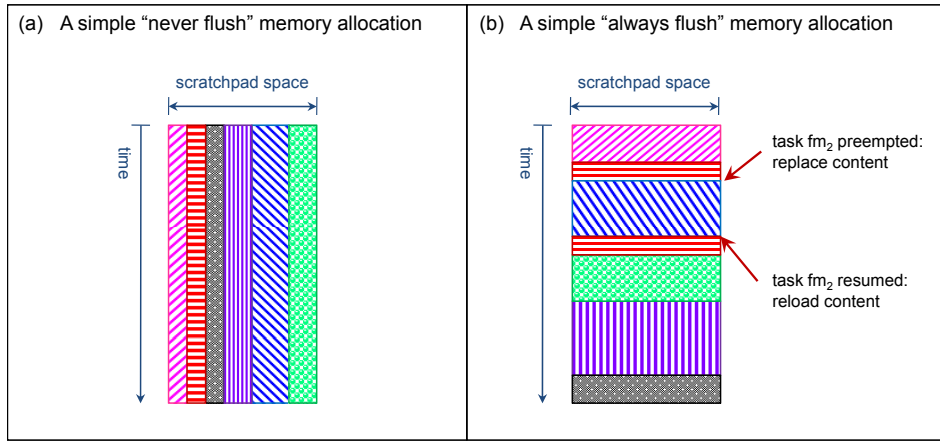 (a) A simple “never flush” memory allocation
scratchpad space
time
(b) A simple “always flush” memory allocation
scratchpad space
time
task fm₂ preempted:
replace content
task fm₂ resumed:
reload content